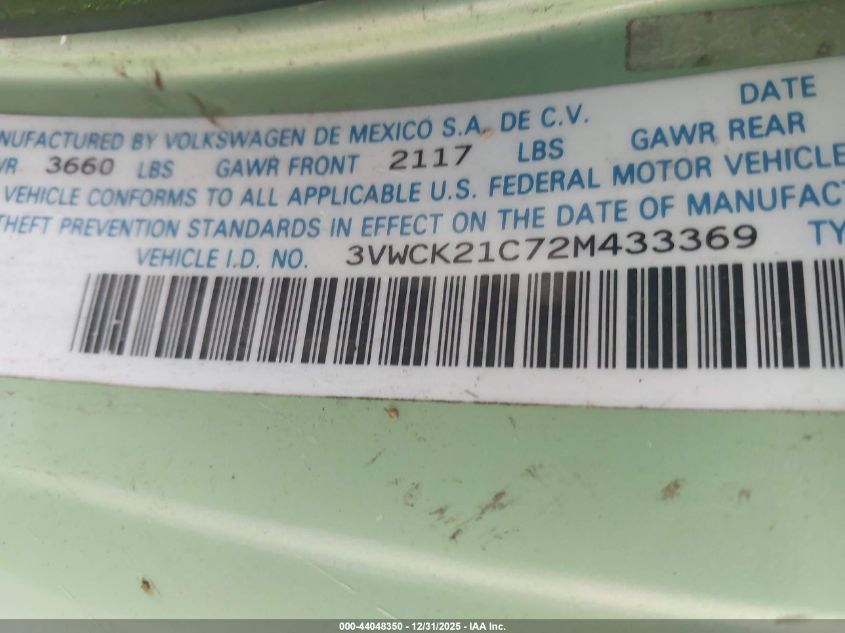 DATE
NUFACTURED BY VOLKSWAGEN DE MEXICO S.A. DE C.V.
WR 3660 LBS GAWR FRONT 2117 LBS GAWR REAR
VEHICLE CONFORMS TO ALL APPLICABLE U.S. FEDERAL MOTOR VEHICLE
THEFT PREVENTION STANDARDS IN EFFECT ON THE DATE OF MANUFACT
VEHICLE I.D. NO. 3VWCK21C72M433369 TY
000-44048350 - 12/31/2025 - IAA Inc.